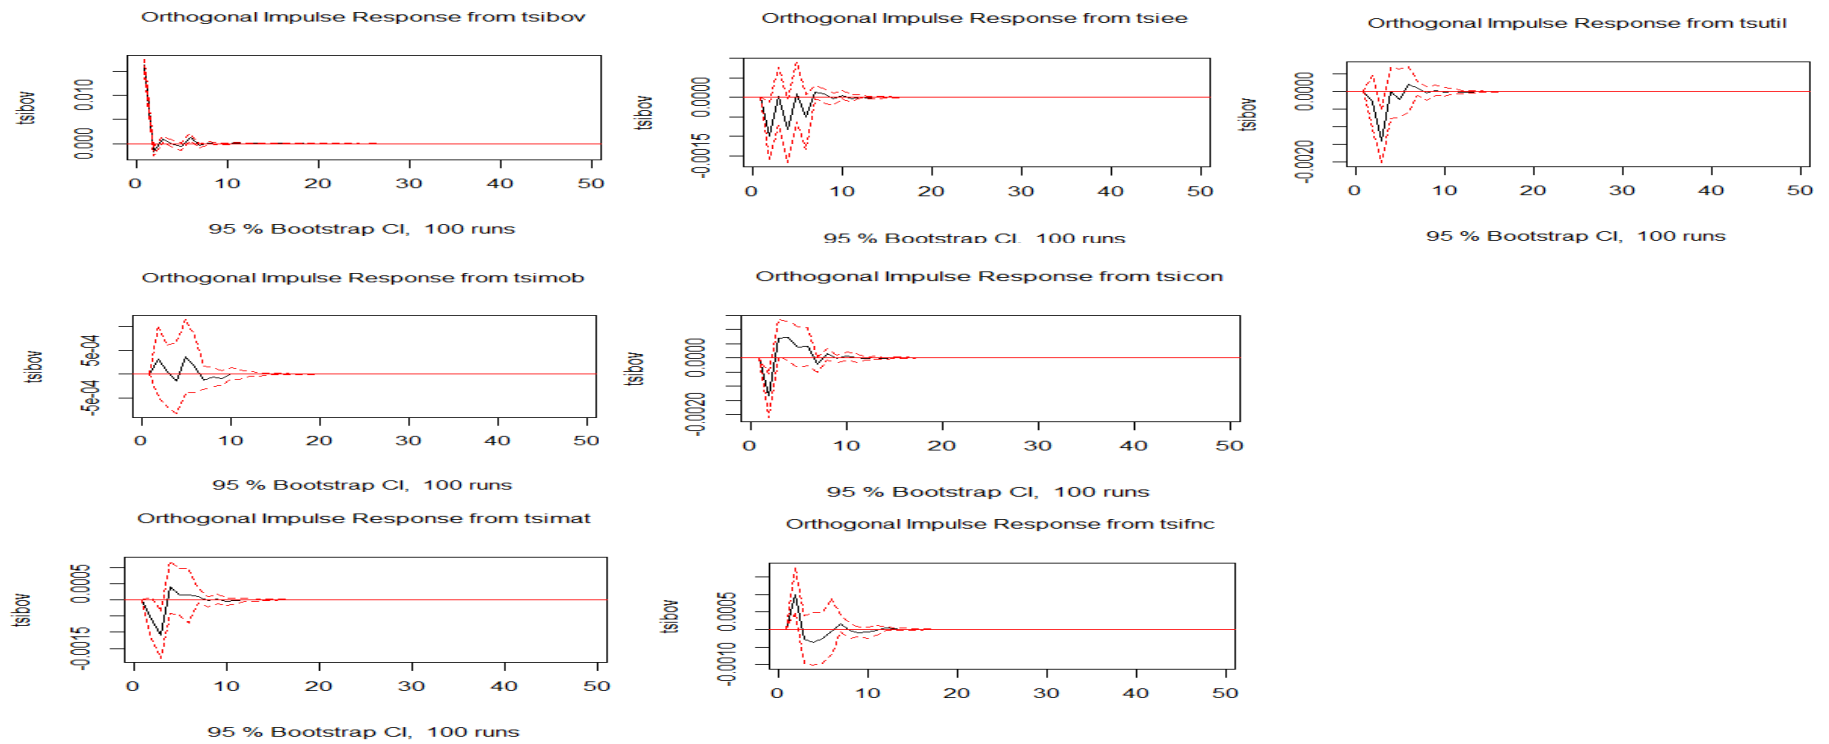 Orthogonal Impulse Response from tsibov
tsibov
0.000 0.010
0 10 20 30 40 50
95 % Bootstrap CI, 100 runs
Orthogonal Impulse Response from tsiee
tsibov
-0.0015 0.0000
0 10 20 30 40 50
95 % Bootstrap CI. 100 runs
Orthogonal Impulse Response from tsutil
tsibov
-0.0020 0.0000
0 10 20 30 40 50
95 % Bootstrap CI, 100 runs
Orthogonal Impulse Response from tsimob
tsibov
-5e-04 5e-04
0 10 20 30 40 50
95 % Bootstrap CI, 100 runs
Orthogonal Impulse Response from tsicon
tsibov
-0.0020 0.0000
0 10 20 30 40 50
95 % Bootstrap CI, 100 runs
Orthogonal Impulse Response from tsimat
tsibov
-0.0015 0.0005
0 10 20 30 40 50
95 % Bootstrap CI, 100 runs
Orthogonal Impulse Response from tsifnc
tsibov
-0.0010 0.0005
0 10 20 30 40 50